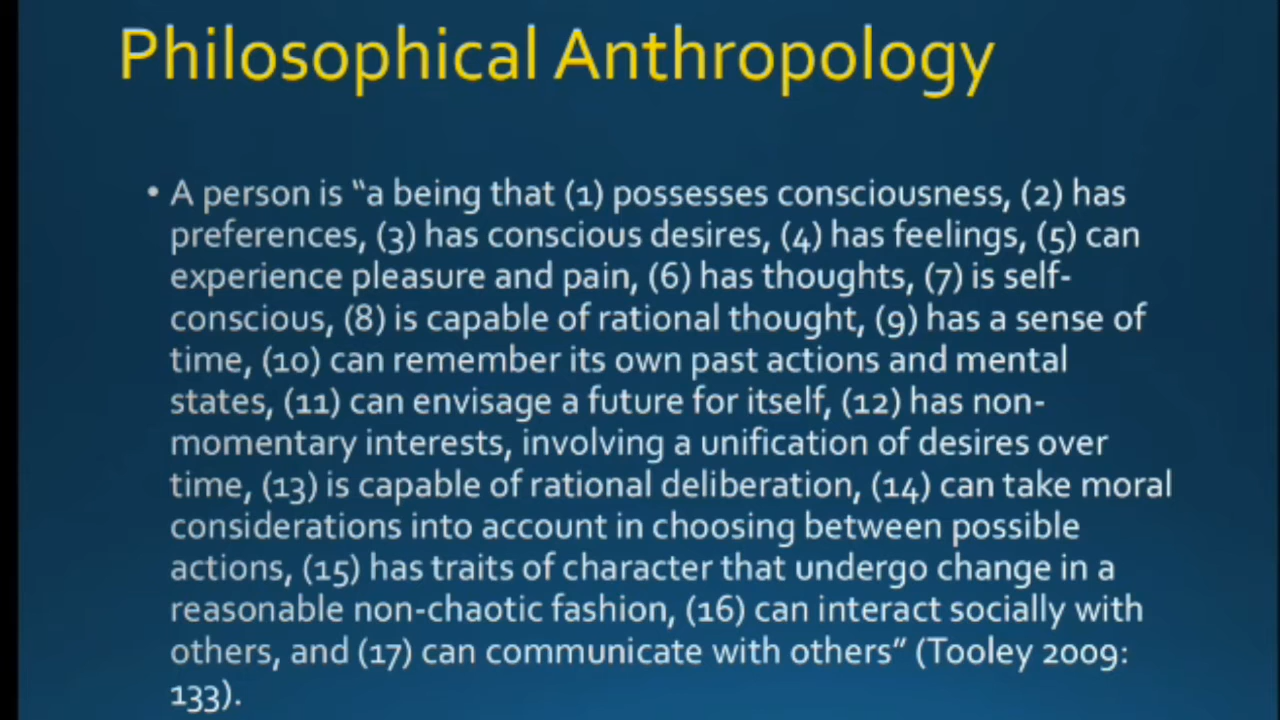 Philosophical Anthropology
• A person is “a being that (1) possesses consciousness, (2) has
preferences, (3) has conscious desires, (4) has feelings, (5) can
experience pleasure and pain, (6) has thoughts, (7) is self-
conscious, (8) is capable of rational thought, (9) has a sense of
time, (10) can remember its own past actions and mental
states, (11) can envisage a future for itself, (12) has non-
momentary interests, involving a unification of desires over
time, (13) is capable of rational deliberation, (14) can take moral
considerations into account in choosing between possible
actions, (15) has traits of character that undergo change in a
reasonable non-chaotic fashion, (16) can interact socially with
others, and (17) can communicate with others” (Tooley 2009:
133).